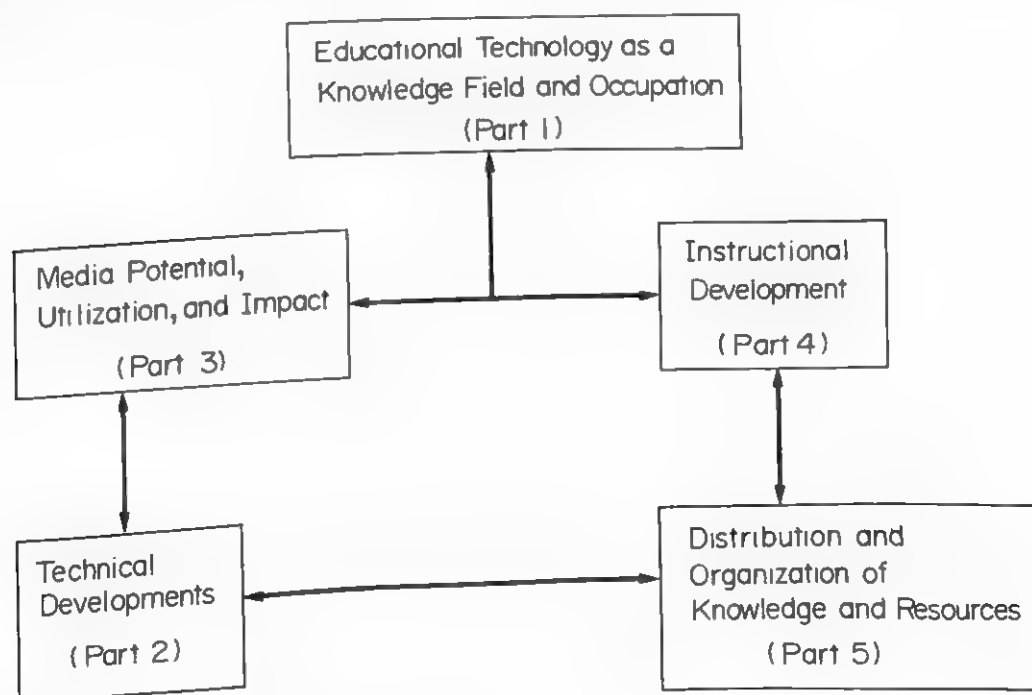 Educational Technology as a
Knowledge Field and Occupation
(Part 1)
Media Potential,
Utilization, and Impact
(Part 3)
Instructional
Development
(Part 4)
Technical
Developments
(Part 2)
Distribution and
Organization of
Knowledge and Resources
(Part 5)